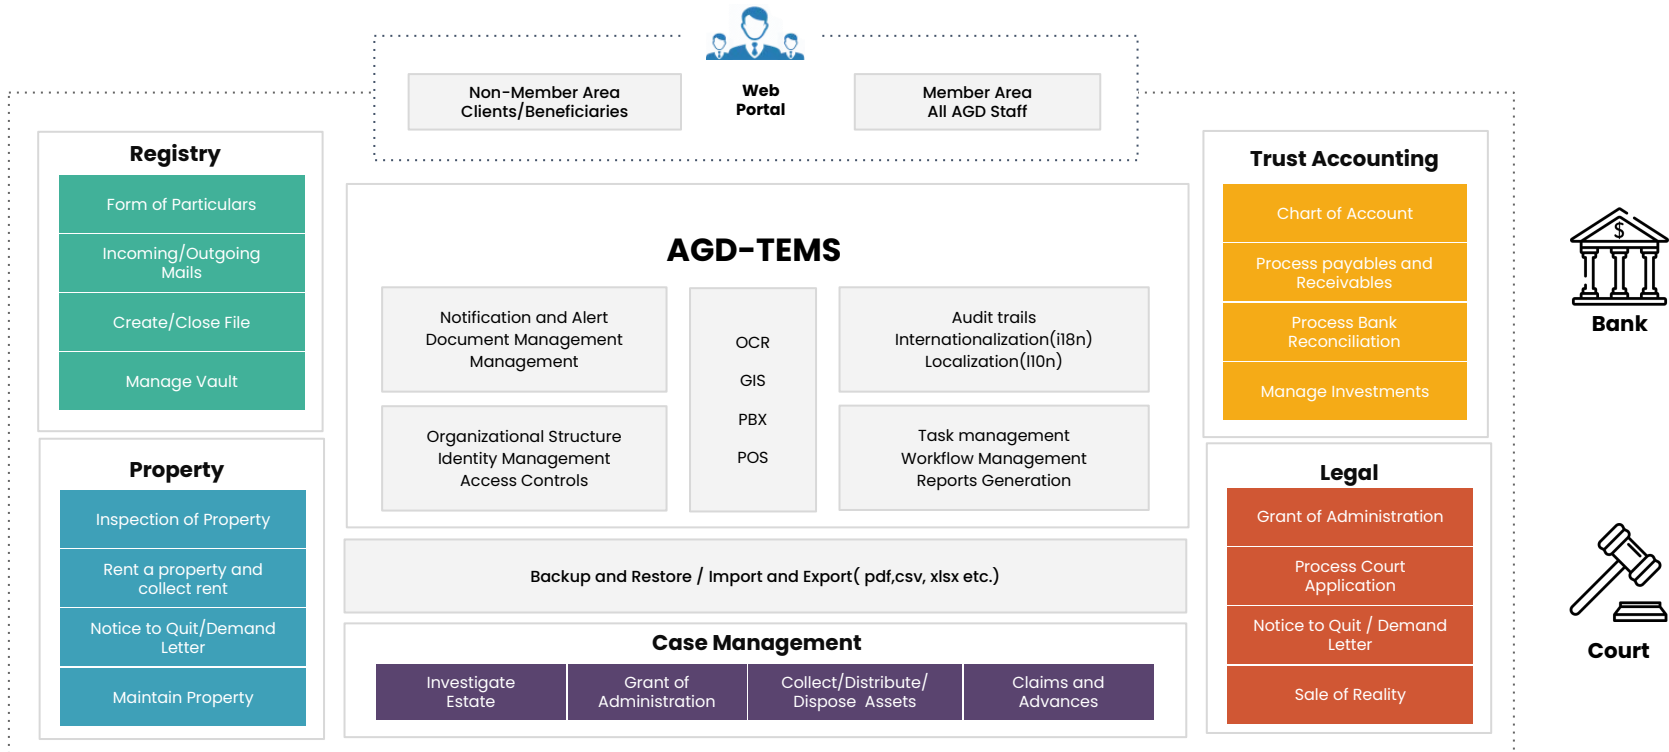 Non-Member Area
Clients/Beneficiaries
Web
Portal
Member Area
All AGD Staff
Registry
Form of Particulars
Incoming/Outgoing
Mails
Create/Close File
Manage Vault
Property
Inspection of Property
Rent a property and
collect rent
Notice to Quit/Demand
Letter
Maintain Property
AGD-TEMS
Notification and Alert
Document Management
Management
Organizational Structure
Identity Management
Access Controls
OCR
GIS
PBX
POS
Audit trails
Internationalization(i18n)
Localization(l10n)
Task management
Workflow Management
Reports Generation
Backup and Restore / Import and Export( pdf,csv, xlsx etc.)
Case Management
Investigate
Estate
Grant of
Administration
Collect/Distribute/
Dispose Assets
Claims and
Advances
Trust Accounting
Chart of Account
Process payables and
Receivables
Process Bank
Reconciliation
Manage Investments
Legal
Grant of Administration
Process Court
Application
Notice to Quit / Demand
Letter
Sale of Reality
$
Bank
Court